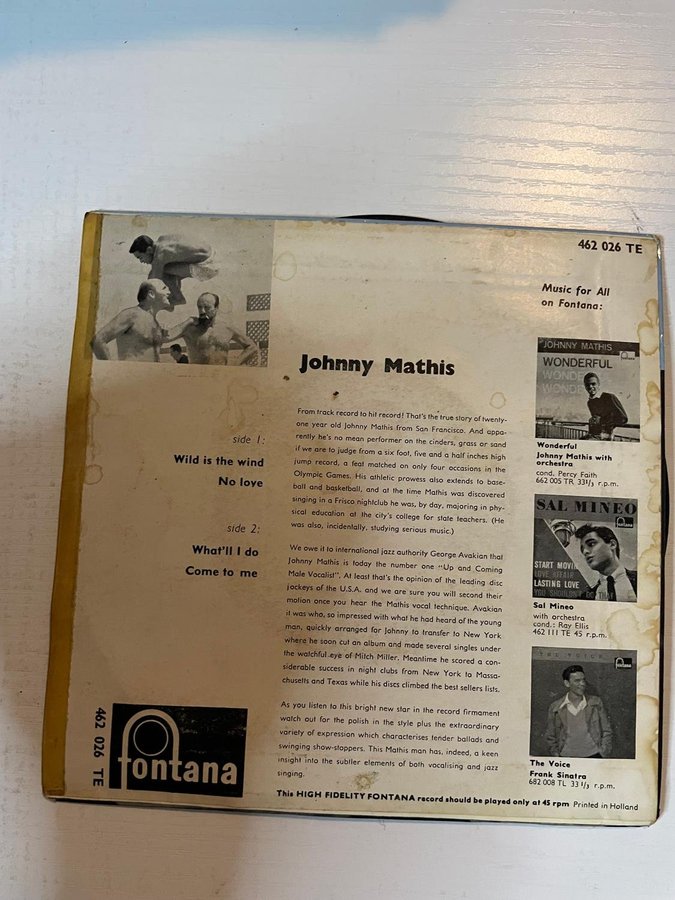 462 026 TE
Johnny Mathis
side 1:
Wild is the wind
No love
side 2:
What'll I do
Come to me
From track record to hit record! That's the true story of twenty-
one year old Johnny Mathis from San Francisco. And appa-
rently he's no mean performer on the cinders, grass or sand
if we are to judge from a six foot, five and a half inches high
jump record, a feat matched on only four occasions in the
Olympic Games. His athletic prowess also extends to base-
ball and basketball, and at the time Mathis was discovered
singing in a Frisco nightclub he was, by day, majoring in phy-
sical education at the city's college for state teachers. (He
was also, incidentally, studying serious music.)
We owe it to international jazz authority George Avakian that
Johnny Mathis is today the number one "Up and Coming
Male Vocalist". At least that's the opinion of the leading disc
jockeys of the U.S.A. and we are sure you will second their
motion once you hear the Mathis vocal technique. Avakian
it was who, so impressed with what he had heard of the young
man, quickly arranged for Johnny to transfer to New York
where he soon cut an album and made several singles under
the watchful eye of Mitch Miller. Meantime he scored a con-
siderable success in night clubs from New York to Massa-
chusetts and Texas while his discs climbed the best sellers lists.
As you listen to this bright new star in the record firmament
watch out for the polish in the style plus the extraordinary
variety of expression which characterises tender ballads and
swinging show-stoppers. This Mathis man has, indeed, a keen
insight into the subtler elements of both vocalising and jazz
singing.
Music for All
on Fontana:
JOHNNY MATHIS
WONDERFUL
WONDE
WONDE
Wonderful
Johnny Mathis with
orchestra
cond. Percy Faith
662 005 TR 33 1/3 r.p.m.
SAL MINEO
START MOVIN
LOVE AFFAIR
LASTING LOVE
YOU SHOULDN'T DO THAT
Sal Mineo
with orchestra
cond.: Ray Ellis
462 111 TE 45 r.p.m.
THE VOICE
The Voice
Frank Sinatra
682 008 TL 33 1/3 r.p.m.
462 026 TE
fontana
This HIGH FIDELITY FONTANA record should be played only at 45 rpm Printed in Holland